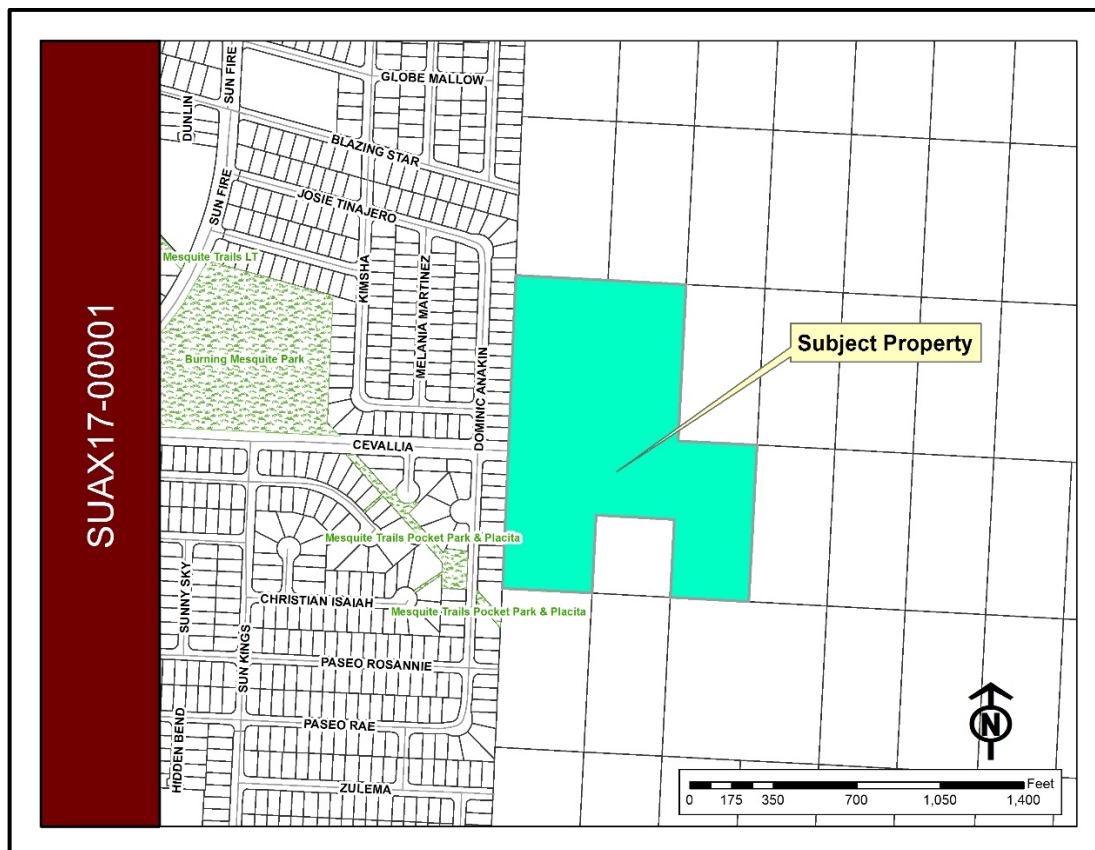 SUAX17-00001
GLOBE MALLOW
SUN FIRE
DUNLIN
BLAZING STAR
JOSIE TINAJERO
SUN FIRE
Mesquite Trails LT
KIMSHA
MELANIA MARTINEZ
Burning Mesquite Park
DOMINIC ANAKIN
Subject Property
CEVALLIA
Mesquite Trails Pocket Park & Placita
SUNNY SKY
CHRISTIAN ISAIAH
Mesquite Trails Pocket Park & Placita
SUN KINGS
PASEO ROSANNIE
HIDDEN BEND
PASEO RAE
ZULEMA
N
Feet
0 175 350 700 1,050 1,400